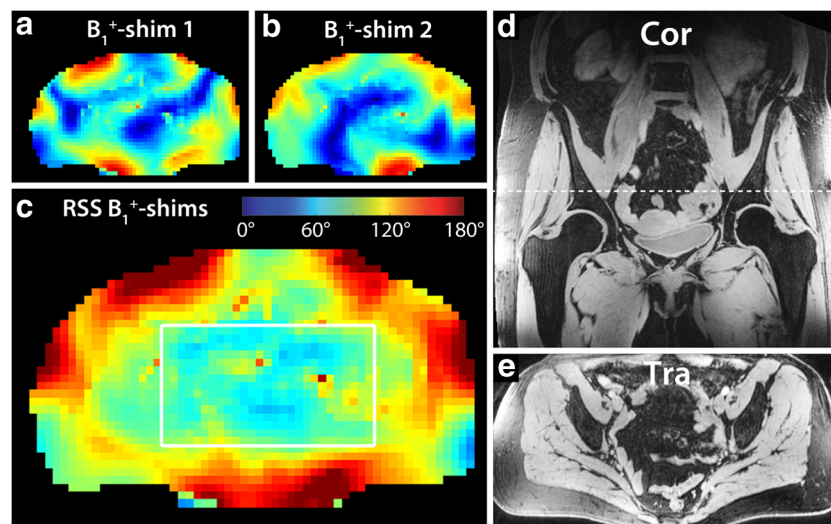 a
B₁⁺-shim 1
b
B₁⁺-shim 2
c
RSS B₁⁺-shims
0° 60° 120° 180°
d
Cor
e
Tra